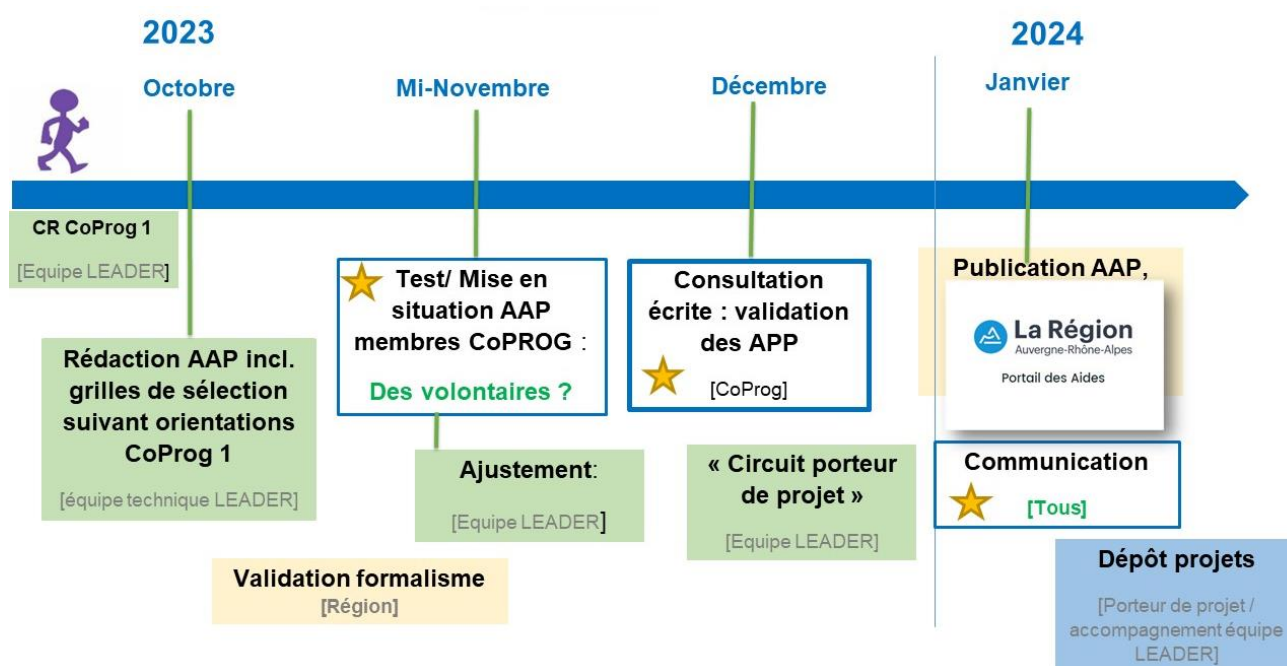 2023
2024
Octobre
Mi-Novembre
Décembre
Janvier
CR CoProg 1
[Equipe LEADER]
Rédaction AAP incl.
grilles de sélection
suivant orientations
CoProg 1
[équipe technique LEADER]
Test/ Mise en
situation AAP
membres CoPROG :
Des volontaires ?
Ajustement:
[Equipe LEADER]
Validation formalisme
[Région]
Consultation
écrite : validation
des APP
[CoProg]
« Circuit porteur
de projet »
[Equipe LEADER]
Publication AAP,
La Région
Auvergne-Rhône-Alpes
Portail des Aides
Communication
[Tous]
Dépôt projets
[Porteur de projet /
accompagnement équipe
LEADER]